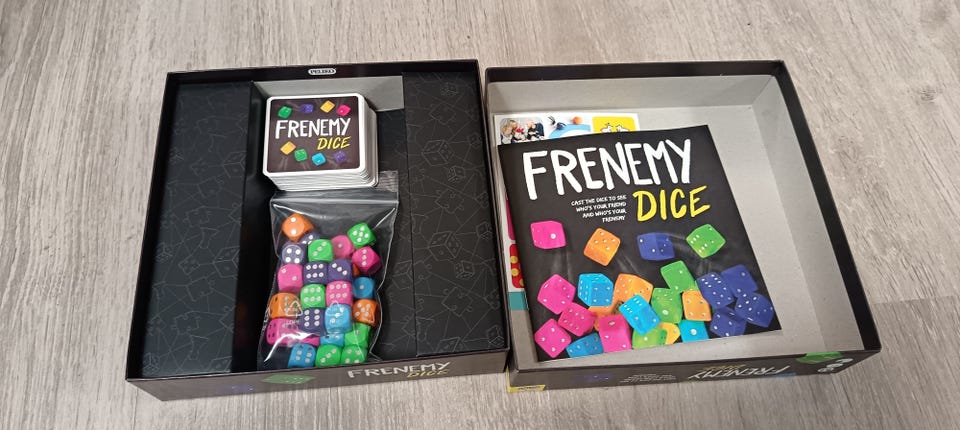 PELIKO
FRENEMY
DICE
FRENEMY
DICE
CAST THE DICE TO SEE
WHO'S YOUR FRIEND
AND WHO'S YOUR
FRENEMY
FRENEMY
DICE
FRENEMY